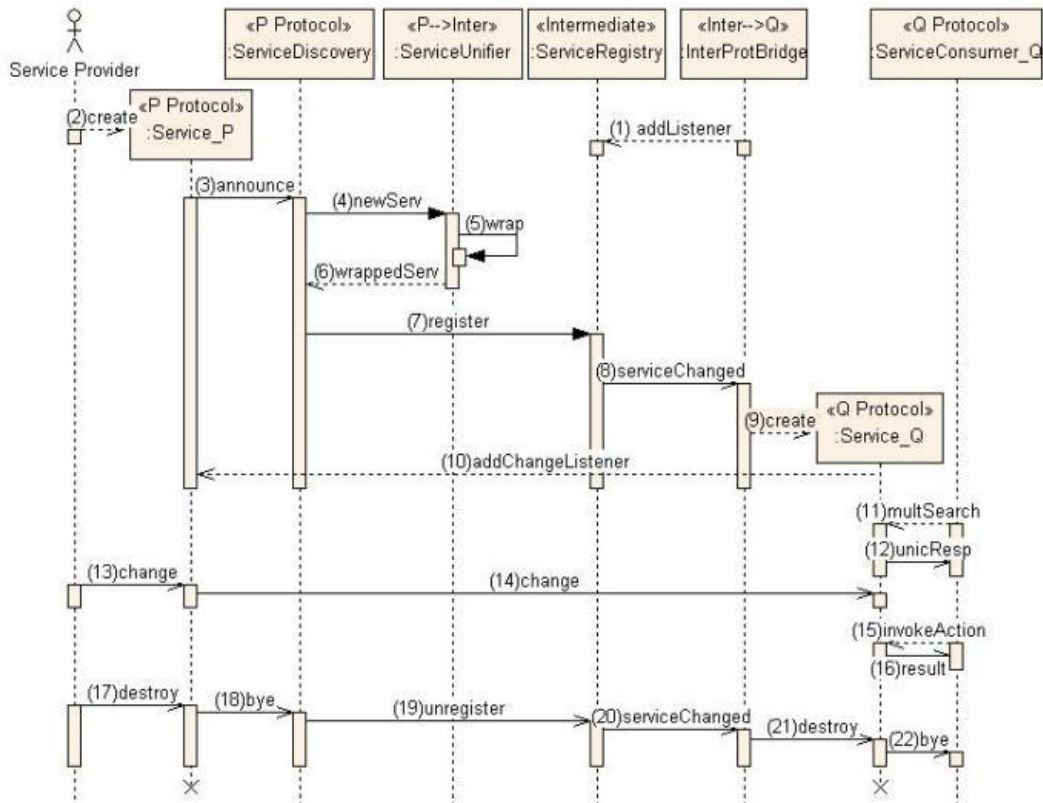 Service Provider
«P Protocol»
:ServiceDiscovery
«P-->Inter»
:ServiceUnifier
«Intermediate»
:ServiceRegistry
«Inter-->Q»
:InterProtBridge
«Q Protocol»
:ServiceConsumer_Q
(2)create
«P Protocol»
:Service_P
(1) addListener
(3)announce
(4)newServ
(5)wrap
(6)wrappedServ
(7)register
(8)serviceChanged
(9)create
«Q Protocol»
:Service_Q
(10)addChangeListener
(11)multSearch
(12)unicResp
(13)change
(14)change
(15)invokeAction
(16)result
(17)destroy
(18)bye
(19)unregister
(20)serviceChanged
(21)destroy
(22)bye